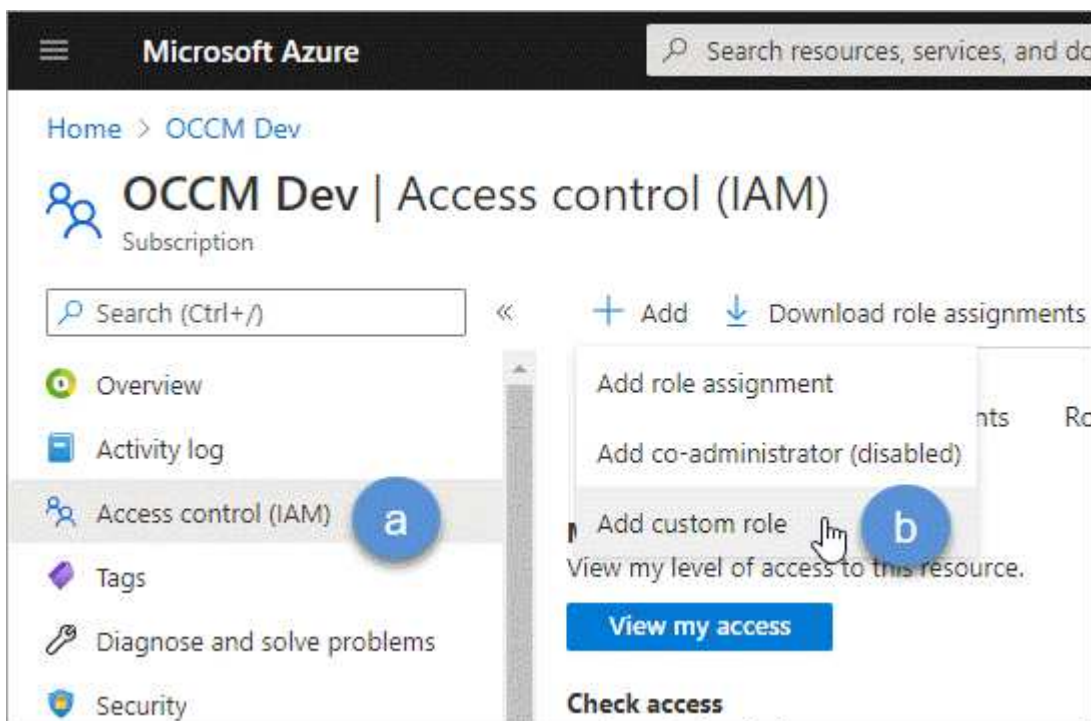 Microsoft Azure
Search resources, services, and do
Home > OCCM Dev
OCCM Dev | Access control (IAM)
Subscription
Search (Ctrl+/)
«
+ Add
Download role assignments
Overview
Activity log
Access control (IAM)
a
Tags
Diagnose and solve problems
Security
Add role assignment
Add co-administrator (disabled)
Add custom role
b
nts
Ro
View my level of access to this resource.
View my access
Check access